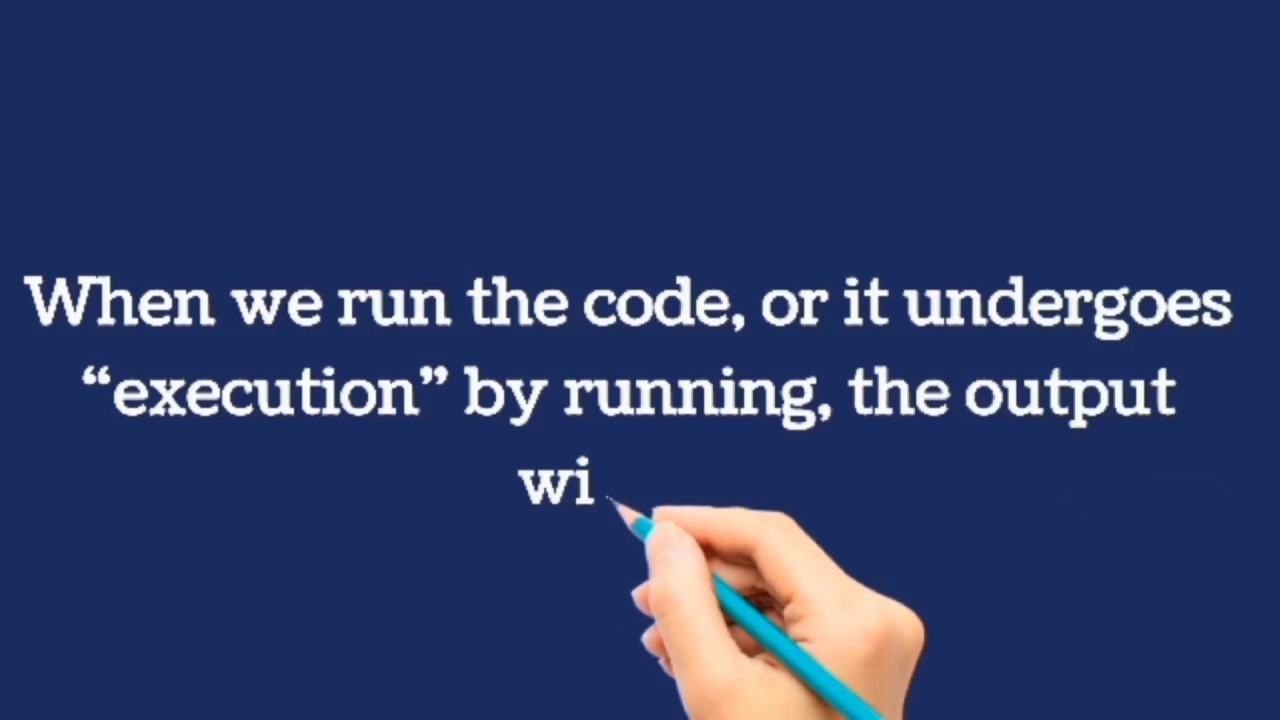 When we run the code, or it undergoes
“execution” by running, the output
wi